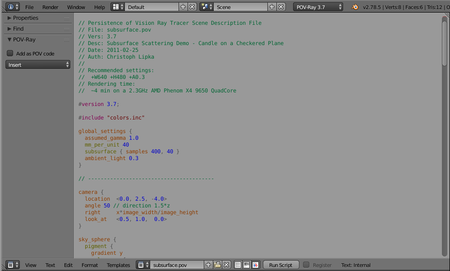 File Render Window Help Default Scene POV-Ray 3.7 v2.78.5 | Verts:8 | Faces:6 | Tris:12 |
Properties
Find
POV-Ray
Add as POV code
Insert
// Persistence of Vision Ray Tracer Scene Description File
// File: subsurface.pov
// Vers: 3.7
// Desc: Subsurface Scattering Demo - Candle on a Checkered Plane
// Date: 2011-02-25
// Auth: Christoph Lipka
//
// Recommended settings:
//  +W640 +H480 +A0.3
// Rendering time:
//  ~4 min on a 2.3GHz AMD Phenom X4 9650 QuadCore
#version 3.7;
#include "colors.inc"
global_settings {
  assumed_gamma 1.0
  mm_per_unit 40
  subsurface { samples 400, 40 }
  ambient_light 0.3
}
// ----------------------------------------
camera {
  location  <0.0, 2.5, -4.0>
  angle 50 // direction 1.5*z
  right     x*image_width/image_height
  look_at   <0.5, 1.0,  0.0>
}
sky_sphere {
  pigment {
    gradient y
View Text Edit Format Templates subsurface.pov Run Script Register Text: Internal